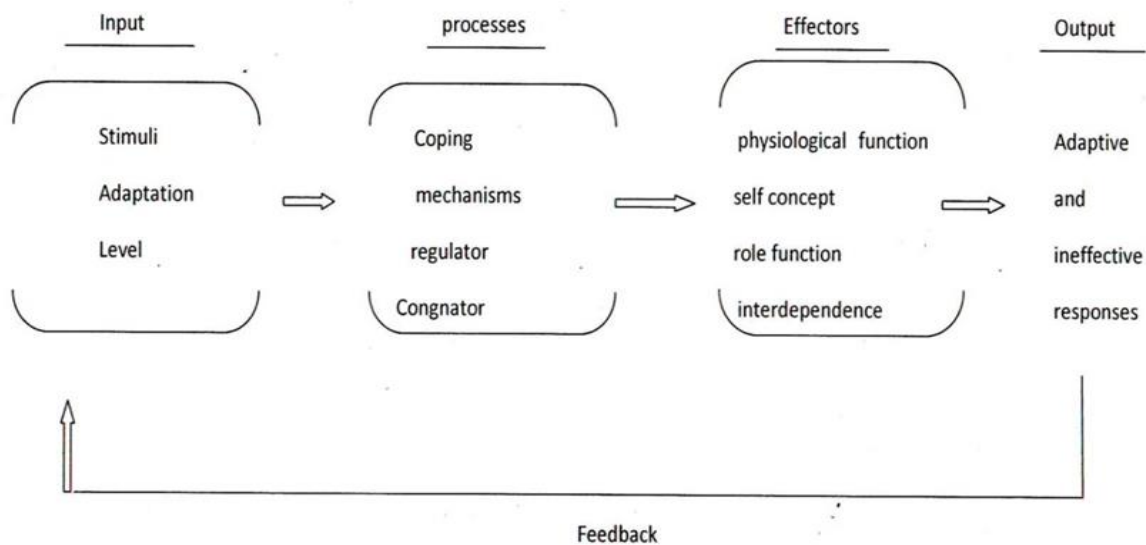 Input
processes
Effectors
Output
Stimuli
Adaptation
Level
Coping
mechanisms
regulator
Congnator
physiological function
self concept
role function
interdependence
Adaptive
and
ineffective
responses
Feedback